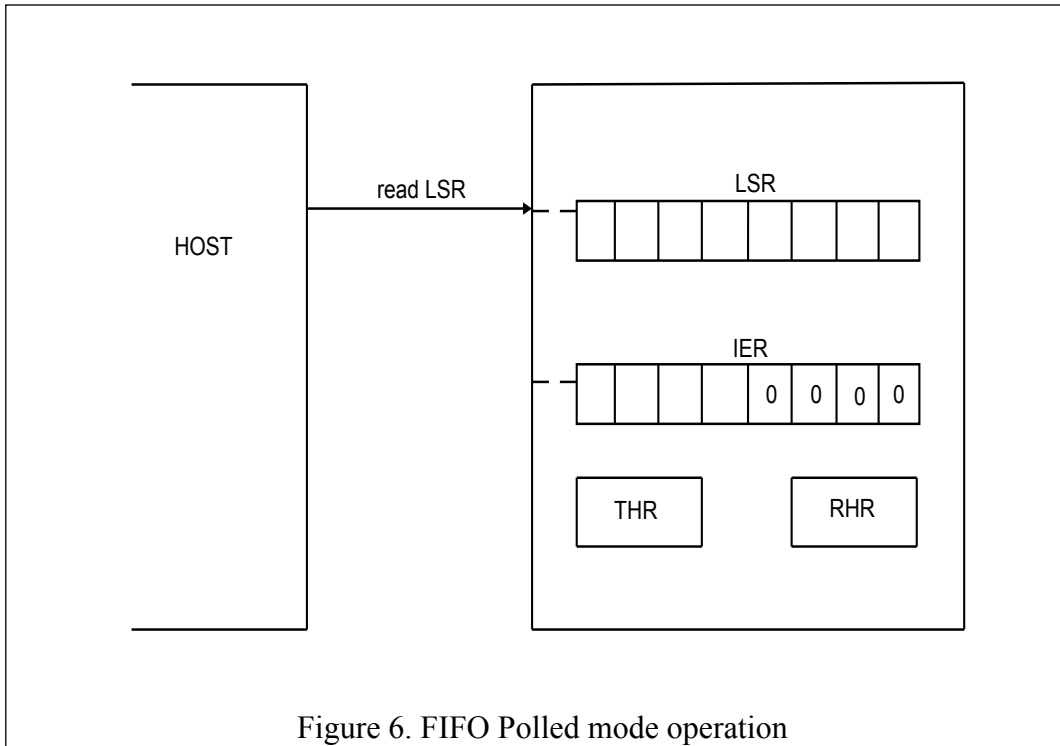 read LSR
LSR
HOST
IER
0 0 0 0
THR
RHR
Figure 6. FIFO Polled mode operation